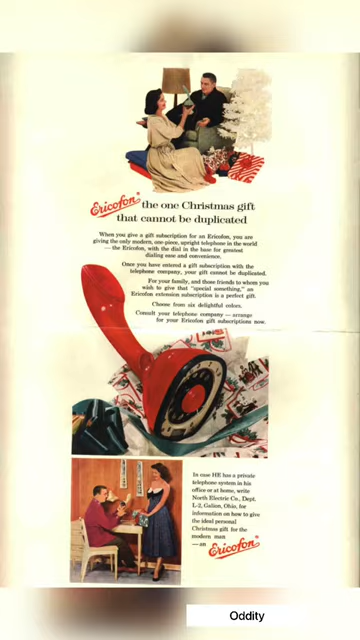 Ericofon® the one Christmas gift
that cannot be duplicated
When you give a gift subscription for an Ericofon, you are
giving the only modern, one-piece, upright telephone in the world
— the Ericofon, with the dial in the base for greatest
dialing ease and convenience.
Once you have entered a gift subscription with the
telephone company, your gift cannot be duplicated.
For your family, and those friends to whom you
wish to give that "special something," an
Ericofon extension subscription is a perfect gift.
Choose from six delightful colors.
Consult your telephone company — arrange
for your Ericofon gift subscriptions now.
In case HE has a private
telephone system in his
office or at home, write
North Electric Co., Dept.
L-2, Galion, Ohio, for
information on how to give
the ideal personal
Christmas gift for the
modern man
— an Ericofon®
Oddity